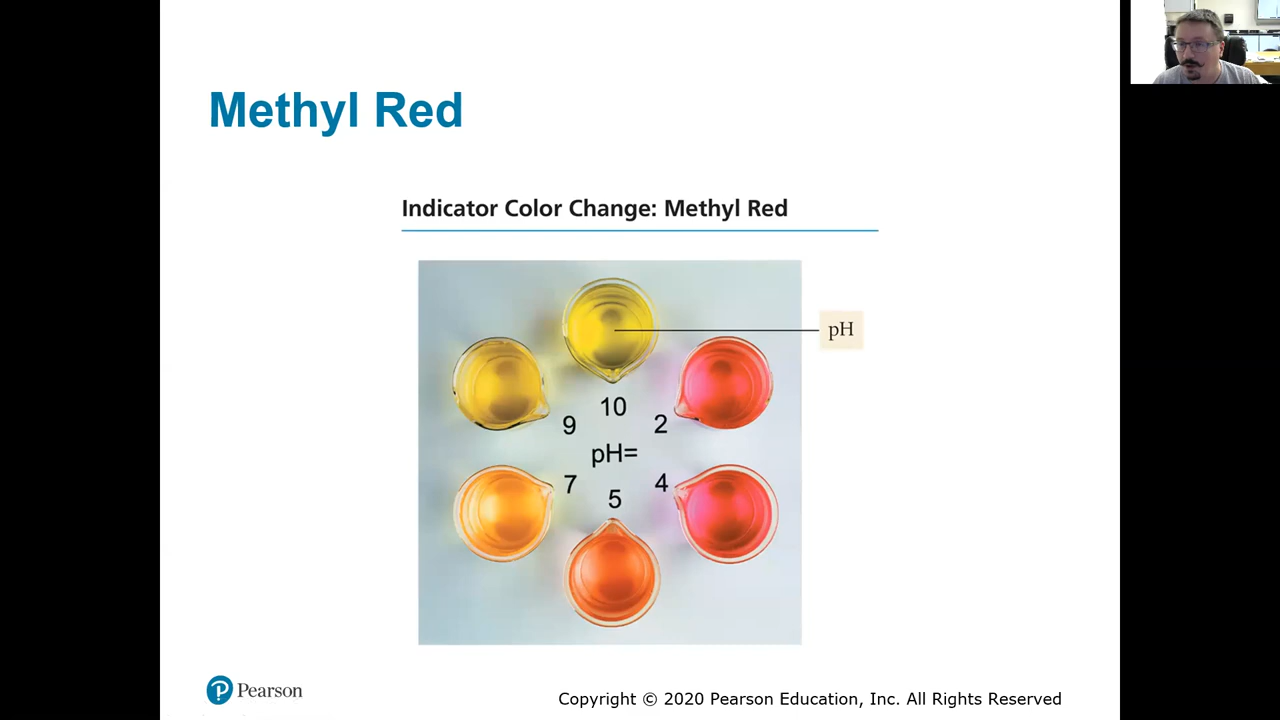 Methyl Red
Indicator Color Change: Methyl Red
pH
10
9
2
pH=
7
4
5
P Pearson
Copyright © 2020 Pearson Education, Inc. All Rights Reserved